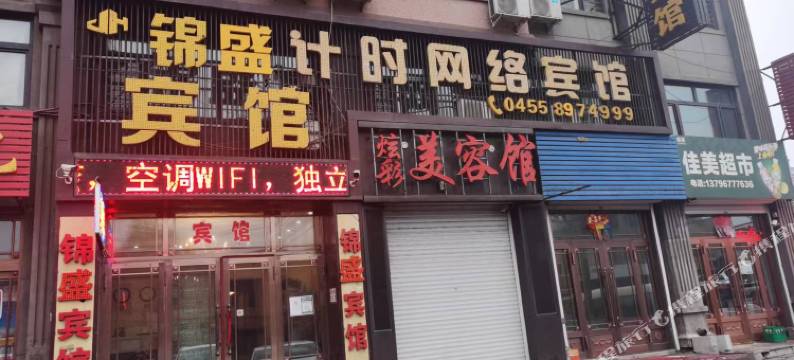 锦盛计时网络宾馆
宾馆
0455 8974999
炫彩美容馆
佳美超市
电话:13796777636
，空调WIFI，独立
宾馆
锦盛宾馆
锦盛宾馆
馆